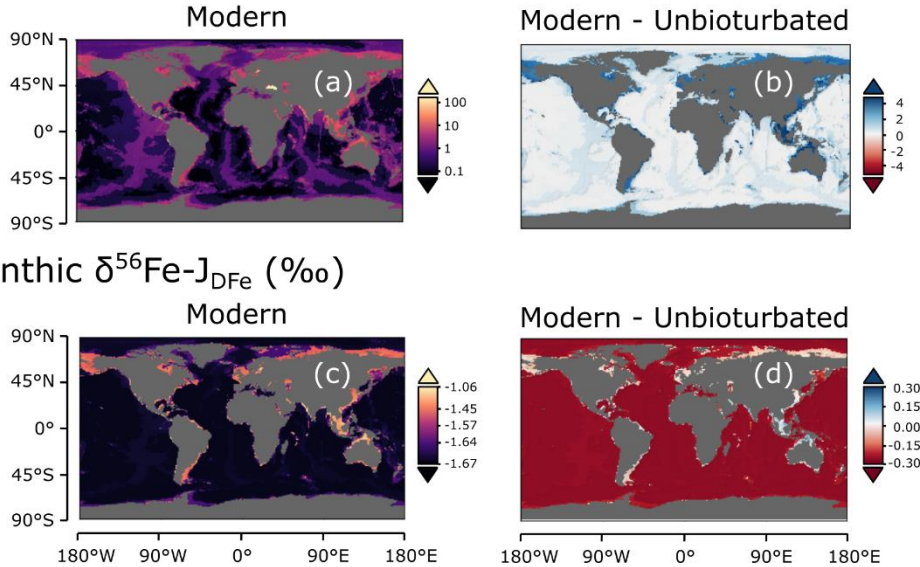 Modern
Modern - Unbioturbated
90°N
45°N
0°
45°S
90°S
(a)
100
10
1
0.1
(b)
4
2
0
-2
-4
nthic δ⁵⁶Fe-J_DFe (‰)
Modern
Modern - Unbioturbated
90°N
45°N
0°
45°S
90°S
(c)
-1.06
-1.45
-1.57
-1.64
-1.67
(d)
0.30
0.15
0.00
-0.15
-0.30
180°W 90°W 0° 90°E 180°E
180°W 90°W 0° 90°E 180°E